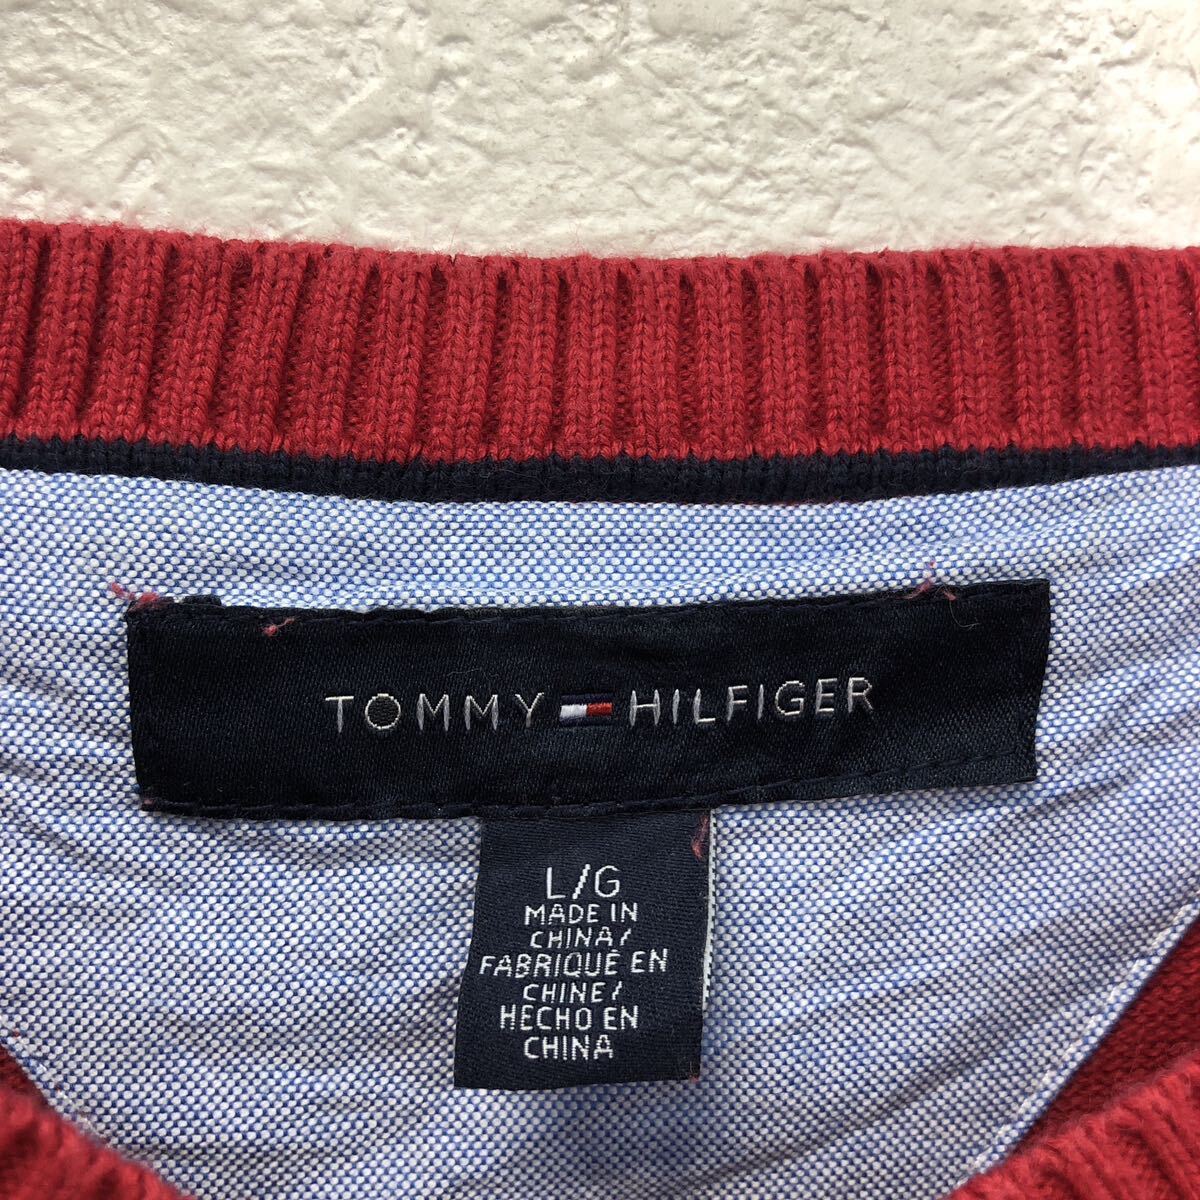 TOMMY HILFIGER
L/G
MADE IN
CHINA/
FABRIQUÉ EN
CHINE/
HECHO EN
CHINA